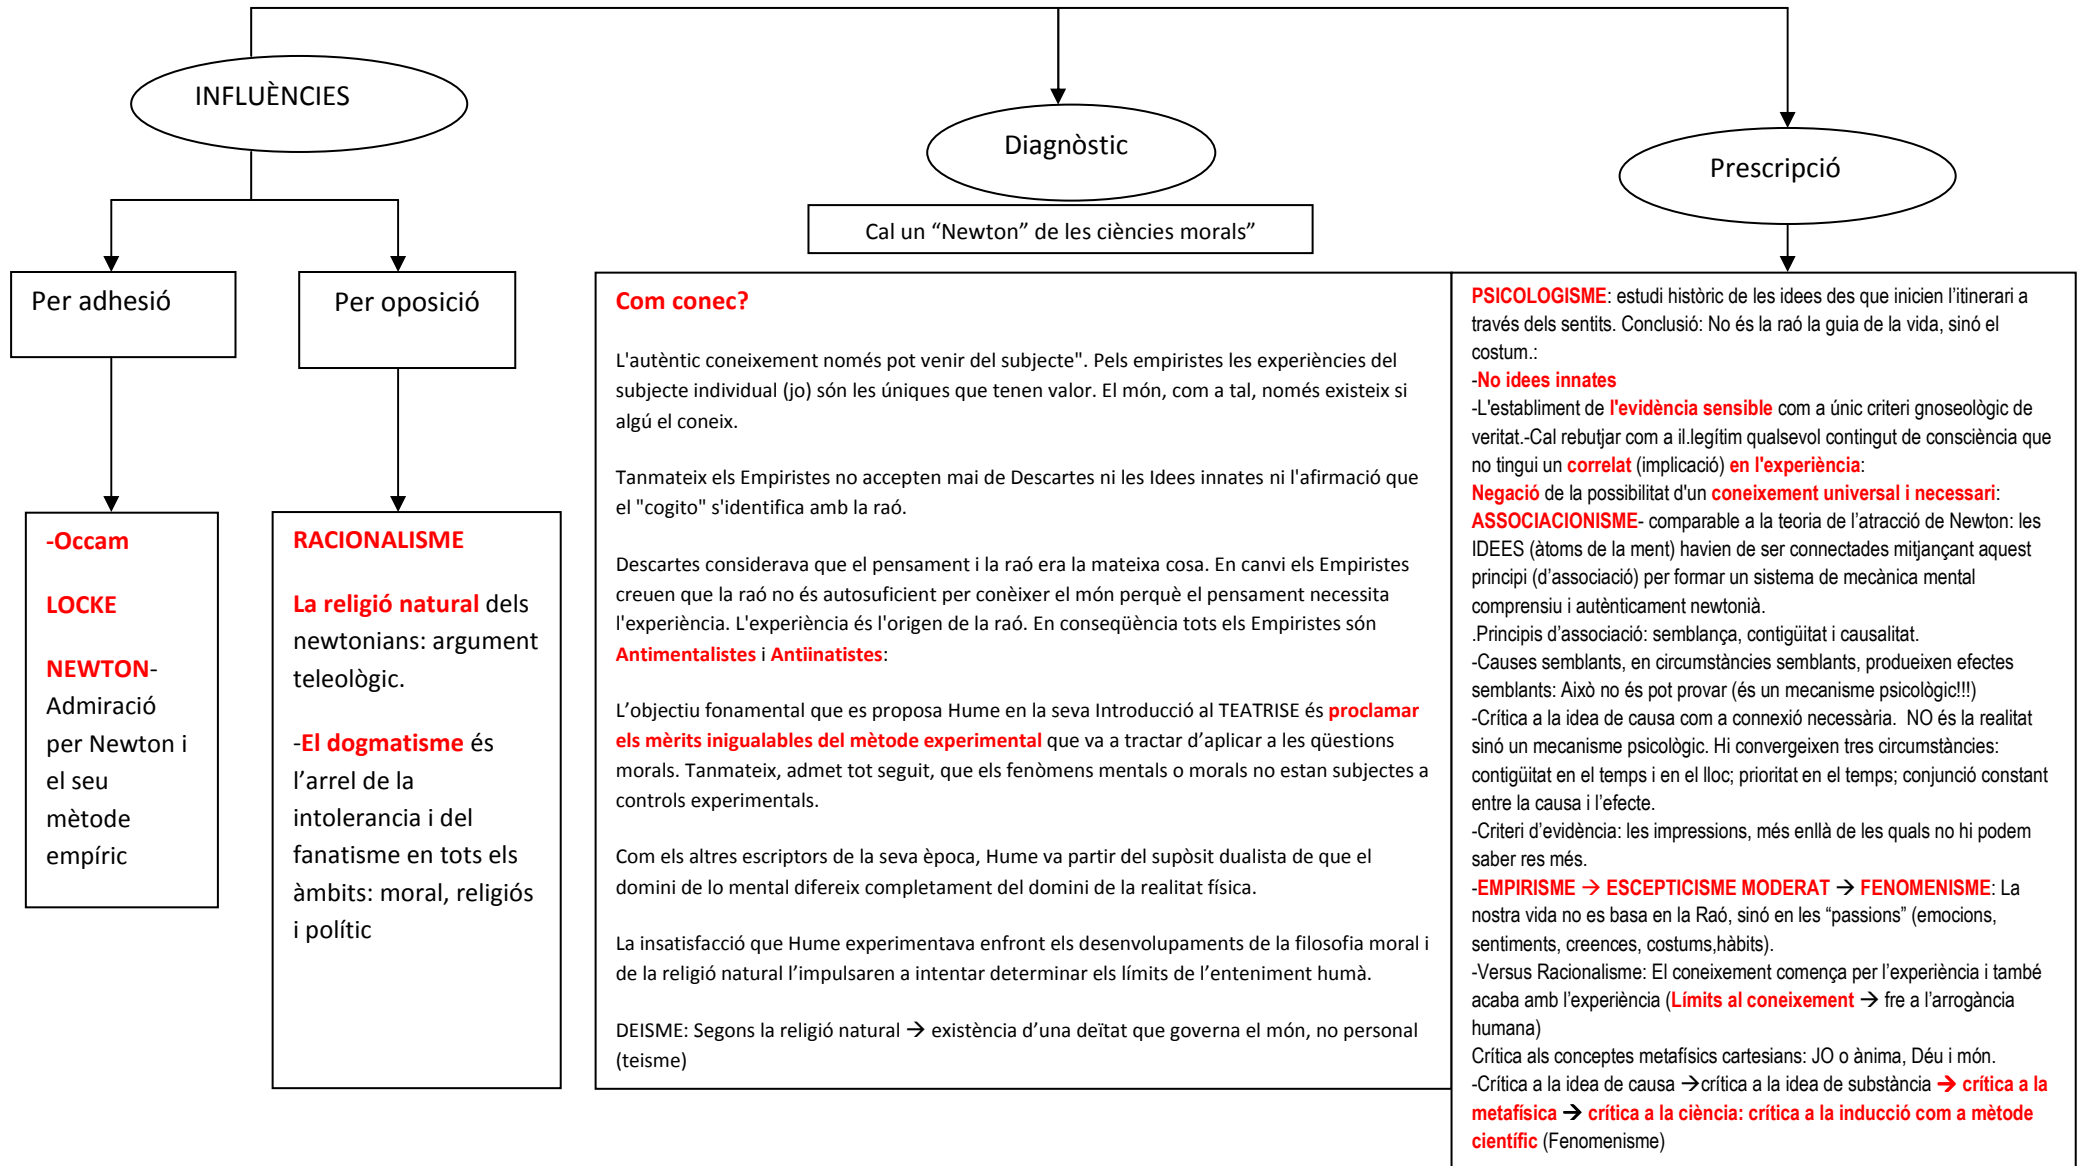 INFLUÈNCIES
Diagnòstic
Prescripció
Cal un “Newton” de les ciències morals”
Per adhesió
Per oposició
-Occam
LOCKE
NEWTON-
Admiració
per Newton i
el seu
mètode
empíric
RACIONALISME
La religió natural dels
newtonians: argument
teleològic.
-El dogmatisme és
l’arrel de la
intolerancia i del
fanatisme en tots els
àmbits: moral, religiós
i polític
Com conec?
L'autèntic coneixement només pot venir del subjecte". Pels empiristes les experiències del
subjecte individual (jo) són les úniques que tenen valor. El món, com a tal, només existeix si
algú el coneix.
Tanmateix els Empiristes no accepten mai de Descartes ni les Idees innates ni l'afirmació que
el "cogito" s'identifica amb la raó.
Descartes considerava que el pensament i la raó era la mateixa cosa. En canvi els Empiristes
creuen que la raó no és autosuficient per conèixer el món perquè el pensament necessita
l'experiència. L'experiència és l'origen de la raó. En conseqüència tots els Empiristes són
Antimentalistes i Antiinatistes:
L’objectiu fonamental que es proposa Hume en la seva Introducció al TEATRISE és proclamar
els mèrits inigualables del mètode experimental que va a tractar d’aplicar a les qüestions
morals. Tanmateix, admet tot seguit, que els fenòmens mentals o morals no estan subjectes a
controls experimentals.
Com els altres escriptors de la seva època, Hume va partir del supòsit dualista de que el
domini de lo mental difereix completament del domini de la realitat física.
La insatisfacció que Hume experimentava enfront els desenvolupaments de la filosofia moral i
de la religió natural l’impulsaren a intentar determinar els límits de l’enteniment humà.
DEISME: Segons la religió natural → existència d’una deïtat que governa el món, no personal
(teisme)
PSICOLOGISME: estudi històric de les idees des que inicien l’itinerari a
través dels sentits. Conclusió: No és la raó la guia de la vida, sinó el
costum.:
-No idees innates
-L'establiment de l'evidència sensible com a únic criteri gnoseològic de
veritat.-Cal rebutjar com a il.legítim qualsevol contingut de consciència que
no tingui un correlat (implicació) en l'experiència:
Negació de la possibilitat d'un coneixement universal i necessari:
ASSOCIACIONISME- comparable a la teoria de l’atracció de Newton: les
IDEES (àtoms de la ment) havien de ser connectades mitjançant aquest
principi (d’associació) per formar un sistema de mecànica mental
comprensiu i autènticament newtonià.
.Principis d’associació: semblança, contigüitat i causalitat.
-Causes semblants, en circumstàncies semblants, produeixen efectes
semblants: Això no és pot provar (és un mecanisme psicològic!!!)
-Crítica a la idea de causa com a connexió necessària. NO és la realitat
sinó un mecanisme psicològic. Hi convergeixen tres circumstàncies:
contigüitat en el temps i en el lloc; prioritat en el temps; conjunció constant
entre la causa i l’efecte.
-Criteri d’evidència: les impressions, més enllà de les quals no hi podem
saber res més.
-EMPIRISME → ESCEPTICISME MODERAT → FENOMENISME: La
nostra vida no es basa en la Raó, sinó en les “passions” (emocions,
sentiments, creences, costums,hàbits).
-Versus Racionalisme: El coneixement comença per l’experiència i també
acaba amb l’experiència (Límits al coneixement → fre a l’arrogància
humana)
Crítica als conceptes metafísics cartesians: JO o ànima, Déu i món.
-Crítica a la idea de causa →crítica a la idea de substància → crítica a la
metafísica → crítica a la ciència: crítica a la inducció com a mètode
científic (Fenomenisme)